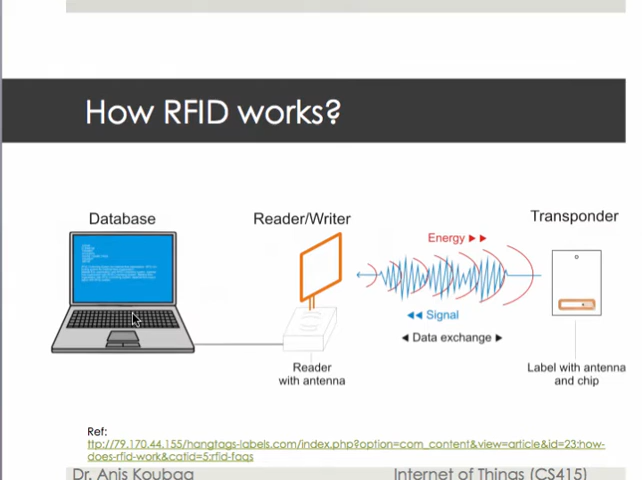 How RFID works?
Database
Reader/Writer
Transponder
Energy ►►
◄◄ Signal
◄ Data exchange ►
Reader
with antenna
Label with antenna
and chip
Ref:
ttp://79.170.44.155/hangtags-labels.com/index.php?option=com_content&view=article&id=23:how-
does-rfid-work&catid=5:rfid-faqs
Dr. Anis Koubaa
Internet of Things (CS415)